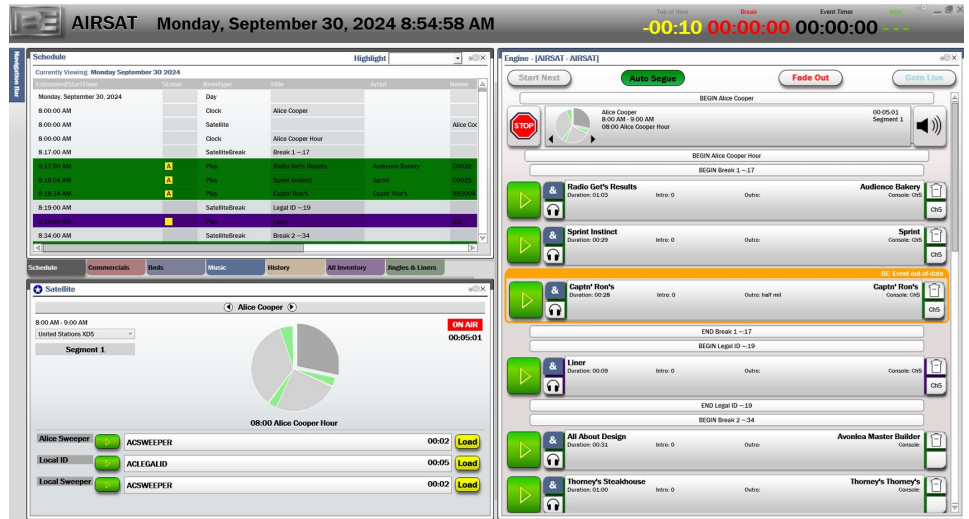 BE AIRSAT Monday, September 30, 2024 8:54:58 AM
Top of Hour Break Event Timer Intro
-00:10 00:00:00 00:00:00 ---
Navigation Bar
Schedule Highlight
Currently Viewing: Monday September 30 2024
EstimatedStartTime Status ItemType Title Artist Name
Monday, September 30, 2024 Day
8:00:00 AM Clock Alice Cooper
8:00:00 AM Satellite Alice Coo
8:00:00 AM Clock Alice Cooper Hour
8:17:00 AM SatelliteBreak Break 1 ~:17
8:17:00 AM A Play Radio Get's Results Audience Bakery C0022
8:18:04 AM A Play Sprint Instinct Sprint C0015
8:18:34 AM A Play Captn' Ron's Captn' Ron's
8:19:00 AM SatelliteBreak Legal ID ~:19
8:19:00 AM Play Liner
8:34:00 AM SatelliteBreak Break 2 ~:34
Schedule Commercials Beds Music History All Inventory Jingles & Liners
Satellite
Alice Cooper
8:00 AM - 9:00 AM ON AIR
United Stations XDS 00:05:01
Segment 1
08:00 Alice Cooper Hour
Alice Sweeper ACSWEEPER 00:02 Load
Local ID ACLEGALID 00:05 Load
Local Sweeper ACSWEEPER 00:02 Load
Engine - [AIRSAT - AIRSAT]
Start Next Auto Segue Fade Out Goto Live
BEGIN Alice Cooper
STOP
Alice Cooper 00:05:01
8:00 AM - 9:00 AM Segment 1
08:00 Alice Cooper Hour
BEGIN Alice Cooper Hour
BEGIN Break 1 ~:17
& Radio Get's Results Audience Bakery
Duration: 01:03 Intro: 0 Outro: Console: Ch5
Ch5
& Sprint Instinct Sprint
Duration: 00:29 Intro: 0 Outro: Console: Ch5
Ch5
BE: Event out of date
& Captn' Ron's Captn' Ron's
Duration: 00:28 Intro: 0 Outro: half mil Console: Ch5
Ch5
END Break 1 ~:17
BEGIN Legal ID ~:19
& Liner
Duration: 00:09 Intro: 0 Outro: Console: Ch5
Ch5
END Legal ID ~:19
BEGIN Break 2 ~:34
& All About Design Avonlea Master Builder
Duration: 00:31 Intro: 0 Outro: Console:
& Thorney's Steakhouse Thorney's Thorney's
Duration: 01:00 Intro: 0 Outro: Console: